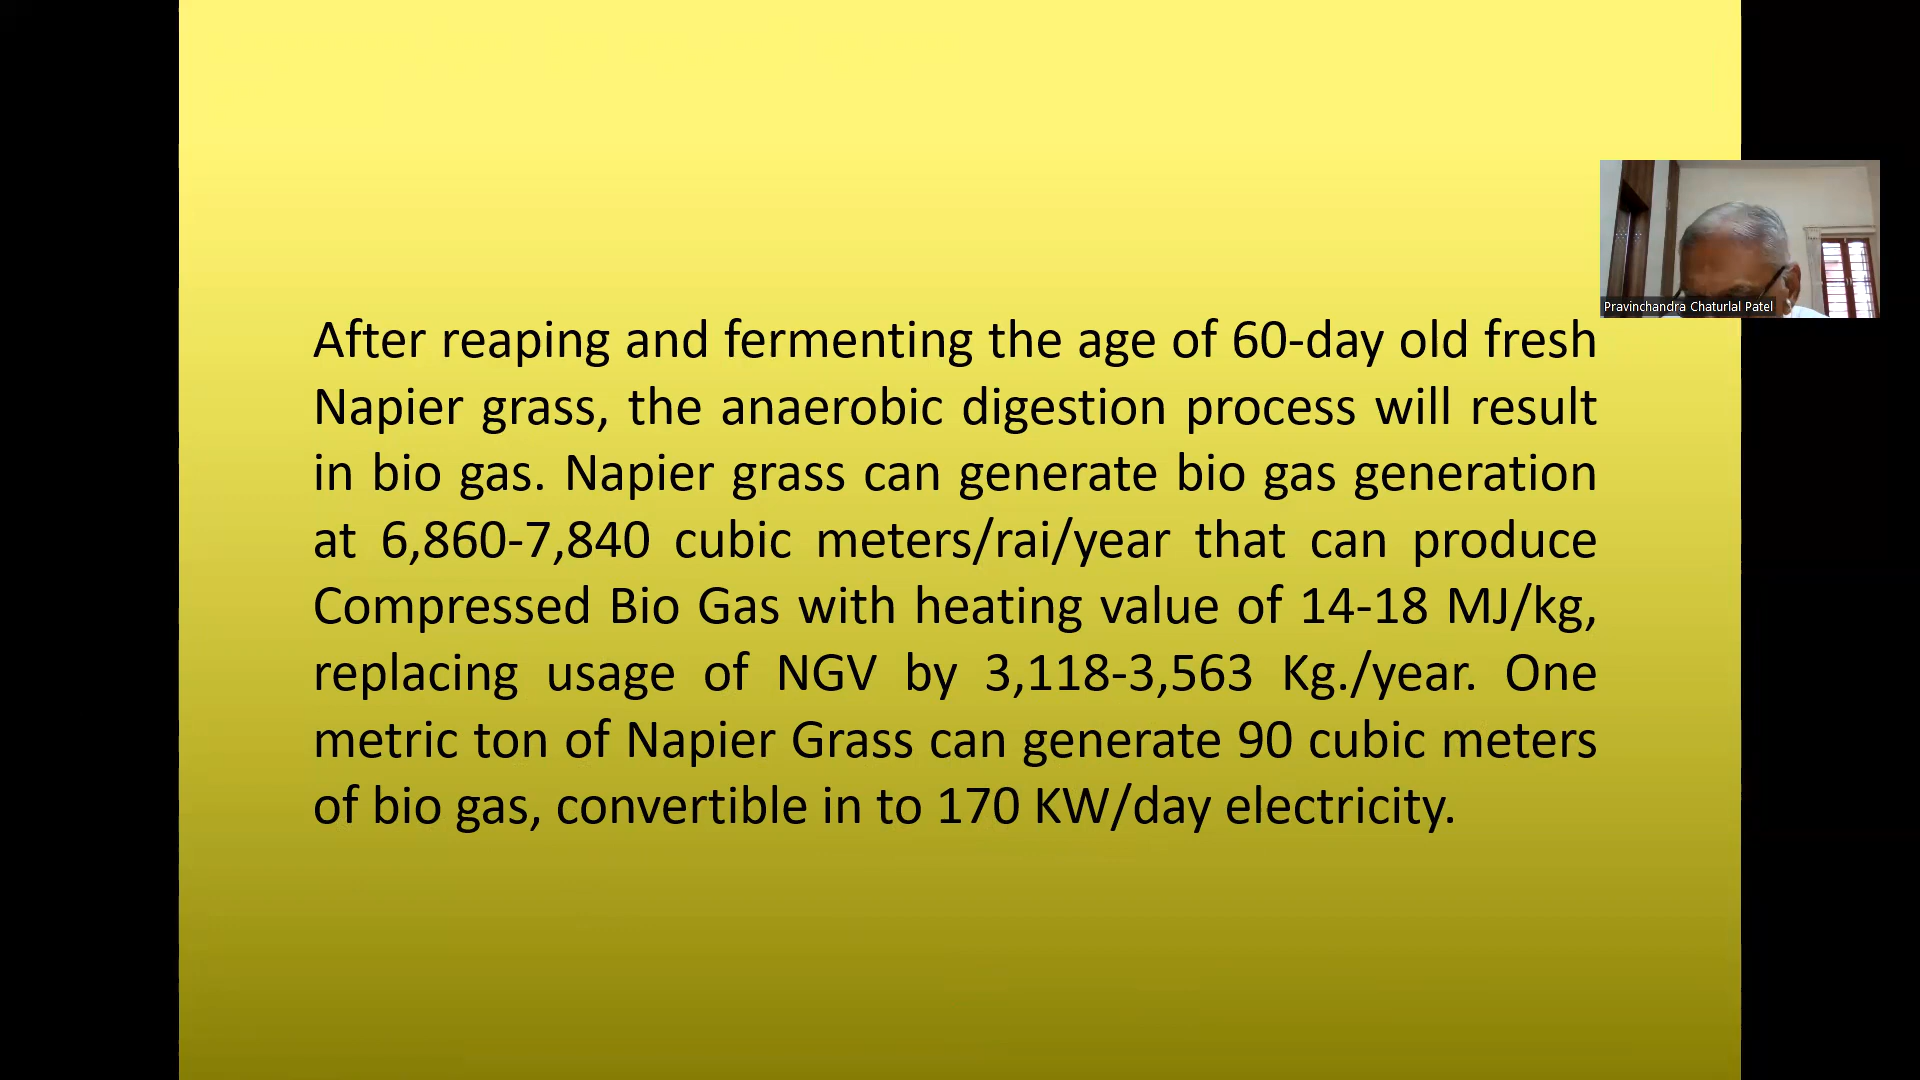 Pravinchandra Chaturlal Patel
After reaping and fermenting the age of 60-day old fresh
Napier grass, the anaerobic digestion process will result
in bio gas. Napier grass can generate bio gas generation
at 6,860-7,840 cubic meters/rai/year that can produce
Compressed Bio Gas with heating value of 14-18 MJ/kg,
replacing usage of NGV by 3,118-3,563 Kg./year. One
metric ton of Napier Grass can generate 90 cubic meters
of bio gas, convertible in to 170 KW/day electricity.